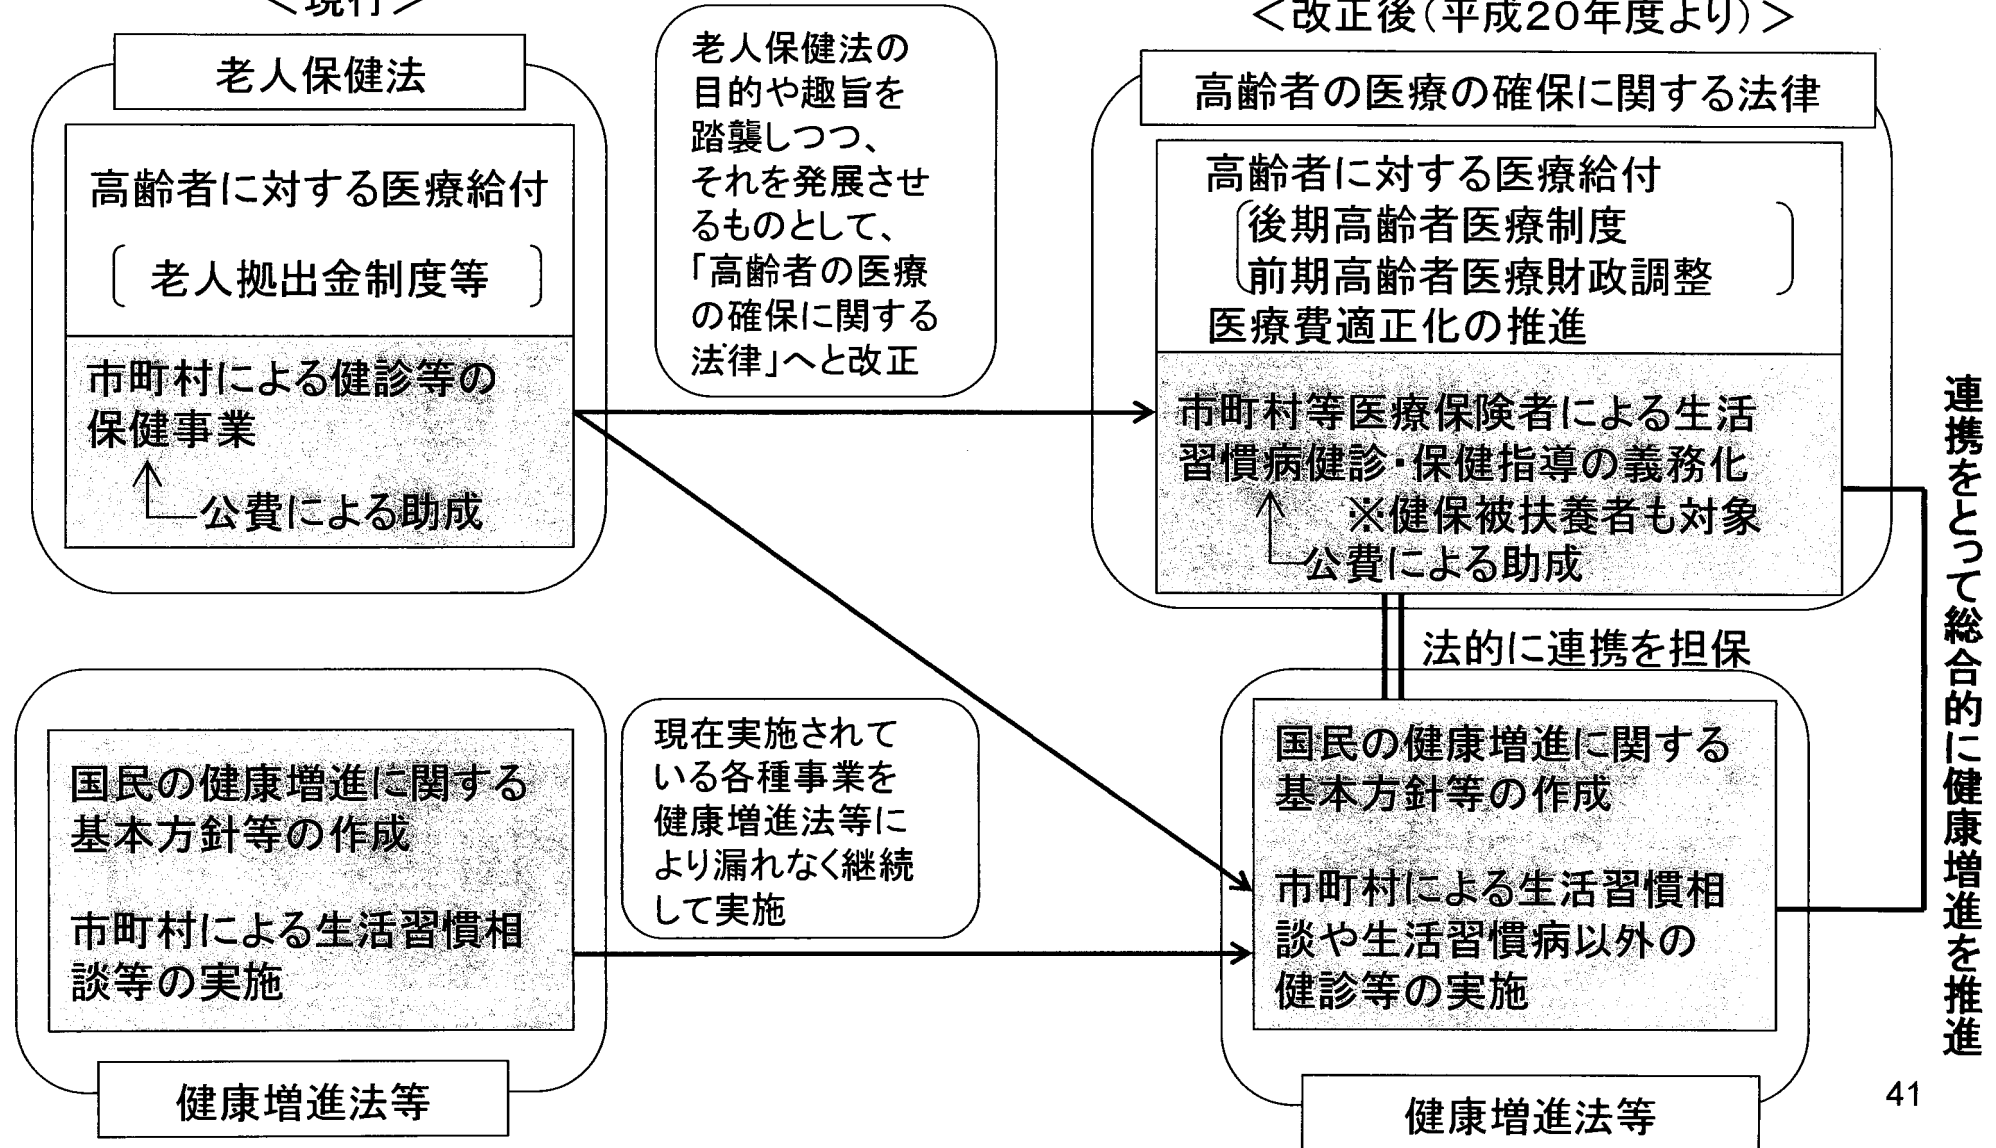 <現行>
老人保健法
高齢者に対する医療給付
老人拠出金制度等
市町村による健診等の
保健事業
公費による助成
老人保健法の
目的や趣旨を
踏襲しつつ、
それを発展させ
るものとして、
「高齢者の医療
の確保に関する
法律」へと改正
<改正後(平成20年度より)>
高齢者の医療の確保に関する法律
高齢者に対する医療給付
後期高齢者医療制度
前期高齢者医療財政調整
医療費適正化の推進
市町村等医療保険者による生活
習慣病健診・保健指導の義務化
※健保被扶養者も対象
公費による助成
法的に連携を担保
国民の健康増進に関する
基本方針等の作成
市町村による生活習慣相
談等の実施
健康増進法等
現在実施されて
いる各種事業を
健康増進法等に
より漏れなく継続
して実施
国民の健康増進に関する
基本方針等の作成
市町村による生活習慣相
談や生活習慣病以外の
健診等の実施
健康増進法等
連携をとって総合的に健康増進を推進
41